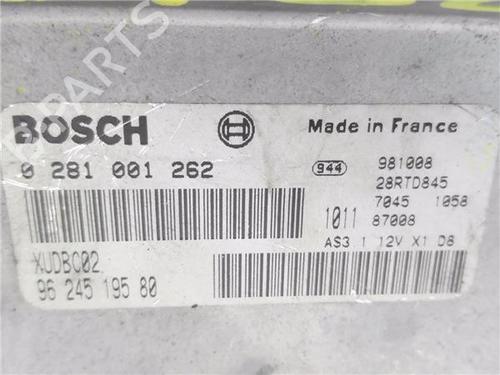 BOSCH
Made in France
0 281 001 262
944 981008
28RTD845
7045 1058
1011 87008
AS3 1 12V X1 D8
XUDBC02
96 245 195 80
PARTS